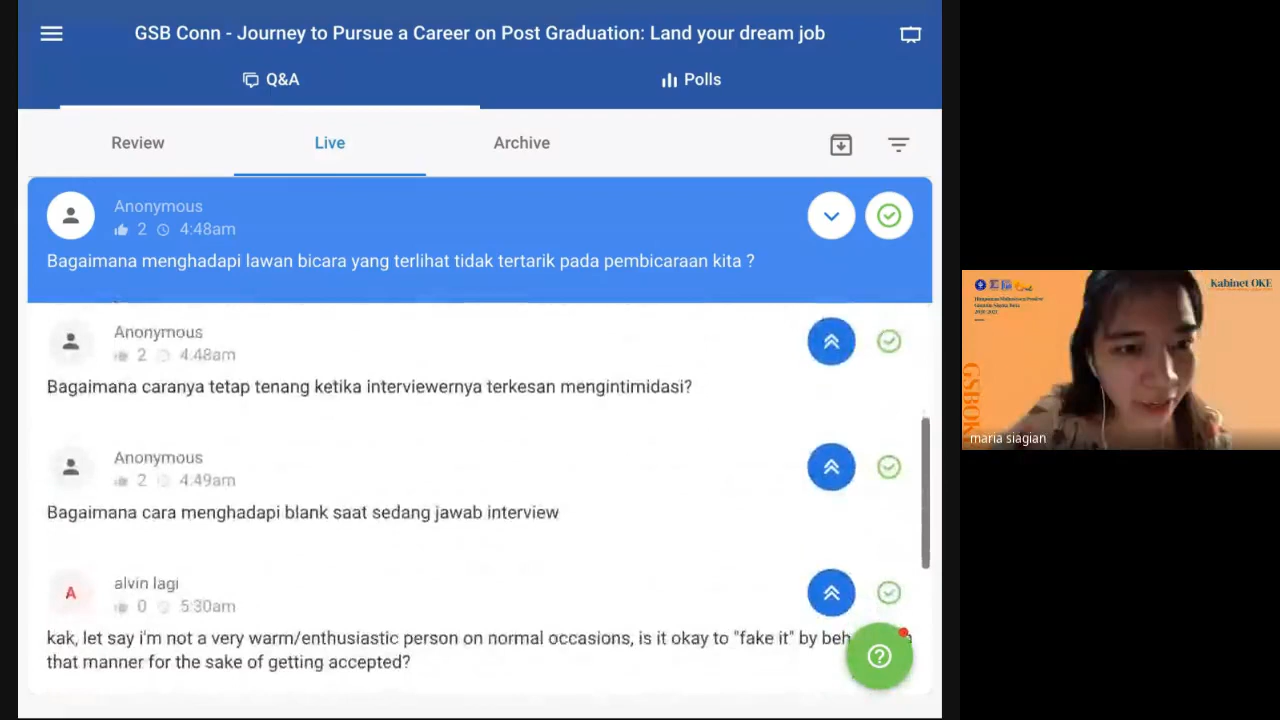 GSB Conn - Journey to Pursue a Career on Post Graduation: Land your dream job
Q&A
Polls
Review
Live
Archive
Anonymous
2 4:48am
Bagaimana menghadapi lawan bicara yang terlihat tidak tertarik pada pembicaraan kita ?
Anonymous
2 4:48am
Bagaimana caranya tetap tenang ketika interviewernya terkesan mengintimidasi?
Anonymous
2 4:49am
Bagaimana cara menghadapi blank saat sedang jawab interview
A
alvin lagi
0 5:30am
kak, let say i'm not a very warm/enthusiastic person on normal occasions, is it okay to "fake it" by
that manner for the sake of getting accepted?
Kabinet OKE
GSBOK
maria siagian